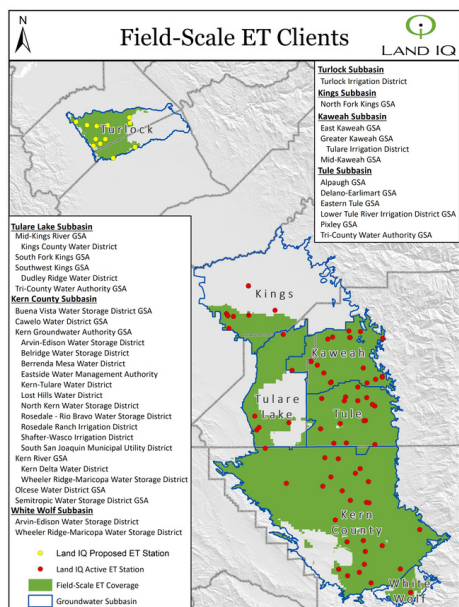 N
Field-Scale ET Clients
LAND IQ
Turlock Subbasin
Turlock Irrigation District
Kings Subbasin
North Fork Kings GSA
Kaweah Subbasin
East Kaweah GSA
Greater Kaweah GSA
Tulare Irrigation District
Mid-Kaweah GSA
Tule Subbasin
Alpaugh GSA
Delano-Earlimart GSA
Eastern Tule GSA
Lower Tule River Irrigation District GSA
Pixley GSA
Tri-County Water Authority GSA
Turlock
Tulare Lake Subbasin
Mid-Kings River GSA
Kings County Water District
South Fork Kings GSA
Southwest Kings GSA
Dudley Ridge Water District
Tri-County Water Authority GSA
Kern County Subbasin
Buena Vista Water Storage District GSA
Cawelo Water District GSA
Kern Groundwater Authority GSA
Arvin-Edison Water Storage District
Belridge Water Storage District
Berrenda Mesa Water District
Eastside Water Management Authority
Kern-Tulare Water District
Lost Hills Water District
North Kern Water Storage District
Rosedale - Rio Bravo Water Storage District
Rosedale Ranch Irrigation District
Shafter-Wasco Irrigation District
South San Joaquin Municipal Utility District
Kern River GSA
Kern Delta Water District
Wheeler Ridge-Maricopa Water Storage District
Olcese Water District GSA
Semitropic Water Storage District GSA
White Wolf Subbasin
Arvin-Edison Water Storage District
Wheeler Ridge-Maricopa Water Storage District
Land IQ Proposed ET Station
Land IQ Active ET Station
Field-Scale ET Coverage
Groundwater Subbasin
Kings
Kaweah
Tulare
Lake
Tule
Kern
County
White
Wolf